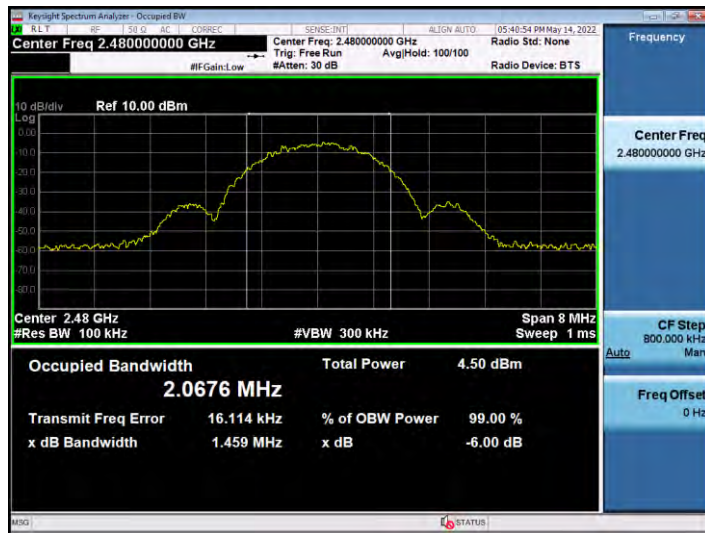 Keysight Spectrum Analyzer - Occupied BW
RLT RF 50 Ω AC CORREC SENSE:INT ALIGN AUTO 05:40:54 PM May 14, 2022
Center Freq 2.480000000 GHz Center Freq: 2.480000000 GHz Radio Std: None
Trig: Free Run Avg|Hold: 100/100
#IFGain:Low #Atten: 30 dB Radio Device: BTS
Frequency
10 dB/div Ref 10.00 dBm
Log
0.00
-10.0
-20.0
-30.0
-40.0
-50.0
-60.0
-70.0
-80.0
Center 2.48 GHz Span 8 MHz
#Res BW 100 kHz #VBW 300 kHz Sweep 1 ms
Occupied Bandwidth Total Power 4.50 dBm
2.0676 MHz
Transmit Freq Error 16.114 kHz % of OBW Power 99.00 %
x dB Bandwidth 1.459 MHz x dB -6.00 dB
Center Freq
2.480000000 GHz
CF Step
800.000 kHz
Auto Man
Freq Offset
0 Hz
MSG STATUS